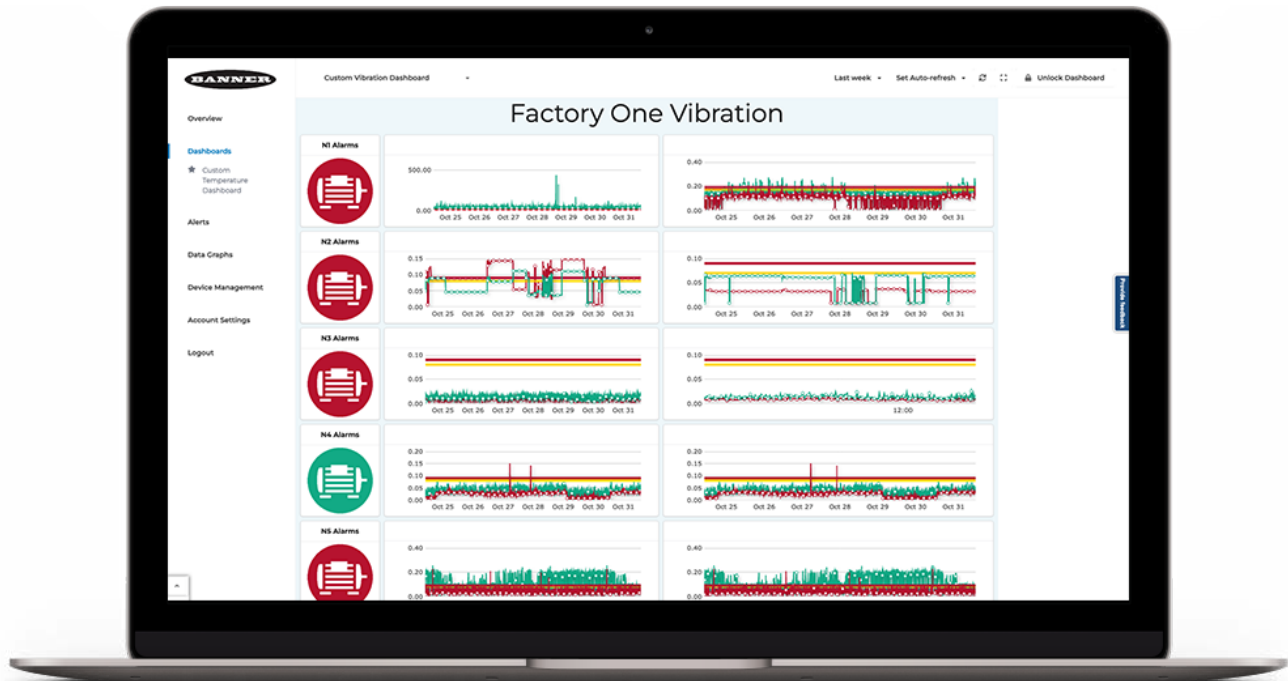 BANNER
Custom Vibration Dashboard
Last week
Set Auto-refresh
Unlock Dashboard
Overview
Dashboards
Custom
Temperature
Dashboard
Alerts
Data Graphs
Device Management
Account Settings
Logout
Factory One Vibration
N1 Alarms
500.00
0.00
Oct 25 Oct 26 Oct 27 Oct 28 Oct 29 Oct 30 Oct 31
0.40
0.20
0.00
Oct 25 Oct 26 Oct 27 Oct 28 Oct 29 Oct 30 Oct 31
N2 Alarms
0.15
0.10
0.05
0.00
Oct 25 Oct 26 Oct 27 Oct 28 Oct 29 Oct 30 Oct 31
0.10
0.05
0.00
Oct 25 Oct 26 Oct 27 Oct 28 Oct 29 Oct 30 Oct 31
N3 Alarms
0.10
0.05
0.00
Oct 25 Oct 26 Oct 27 Oct 28 Oct 29 Oct 30 Oct 31
0.10
0.05
0.00
12:00
N4 Alarms
0.20
0.15
0.10
0.05
0.00
Oct 25 Oct 26 Oct 27 Oct 28 Oct 29 Oct 30 Oct 31
0.20
0.15
0.10
0.05
0.00
Oct 25 Oct 26 Oct 27 Oct 28 Oct 29 Oct 30 Oct 31
N5 Alarms
0.40
0.20
0.00
0.40
0.20
0.00
Provide feedback